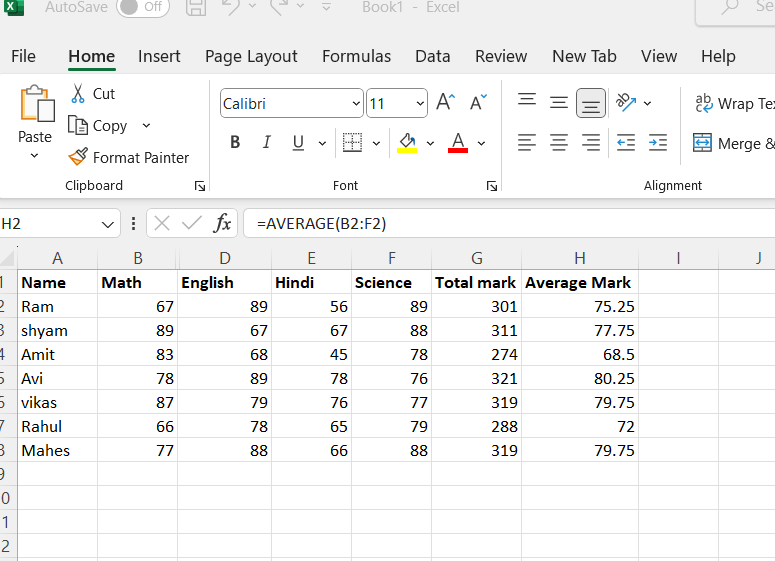 AutoSave Off Book1 - Excel Se
File Home Insert Page Layout Formulas Data Review New Tab View Help
Paste
Cut
Copy
Format Painter
Clipboard
Calibri 11
B I U A
Font
ab Wrap Tex
Merge &
Alignment
H2 fx =AVERAGE(B2:F2)
A B D E F G H I J
1 Name Math English Hindi Science Total mark Average Mark
2 Ram 67 89 56 89 301 75.25
3 shyam 89 67 67 88 311 77.75
4 Amit 83 68 45 78 274 68.5
5 Avi 78 89 78 76 321 80.25
6 vikas 87 79 76 77 319 79.75
7 Rahul 66 78 65 79 288 72
8 Mahes 77 88 66 88 319 79.75
9
0
1
2